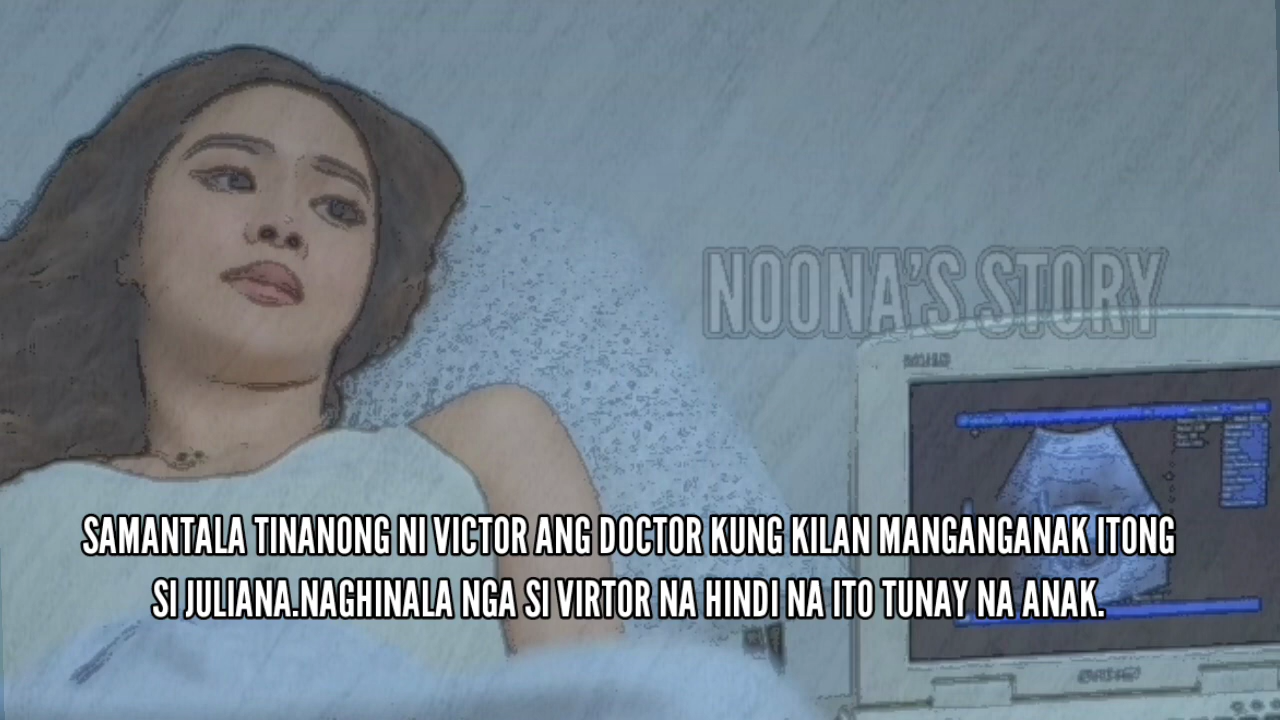 NOONA'S STORY
SAMANTALA TINANONG NI VICTOR ANG DOCTOR KUNG KILAN MANGANGANAK ITONG
SI JULIANA.NAGHINALA NGA SI VIRTOR NA HINDI NA ITO TUNAY NA ANAK.